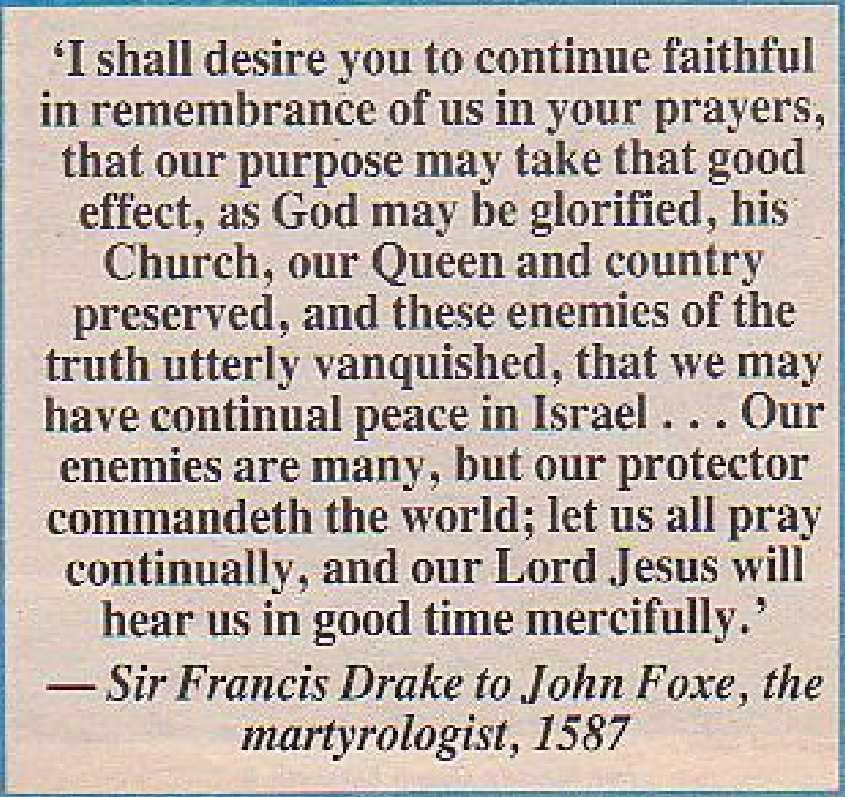 ‘I shall desire you to continue faithful
in remembrance of us in your prayers,
that our purpose may take that good
effect, as God may be glorified, his
Church, our Queen and country
preserved, and these enemies of the
truth utterly vanquished, that we may
have continual peace in Israel . . . Our
enemies are many, but our protector
commandeth the world; let us all pray
continually, and our Lord Jesus will
hear us in good time mercifully.’
— Sir Francis Drake to John Foxe, the
martyrologist, 1587